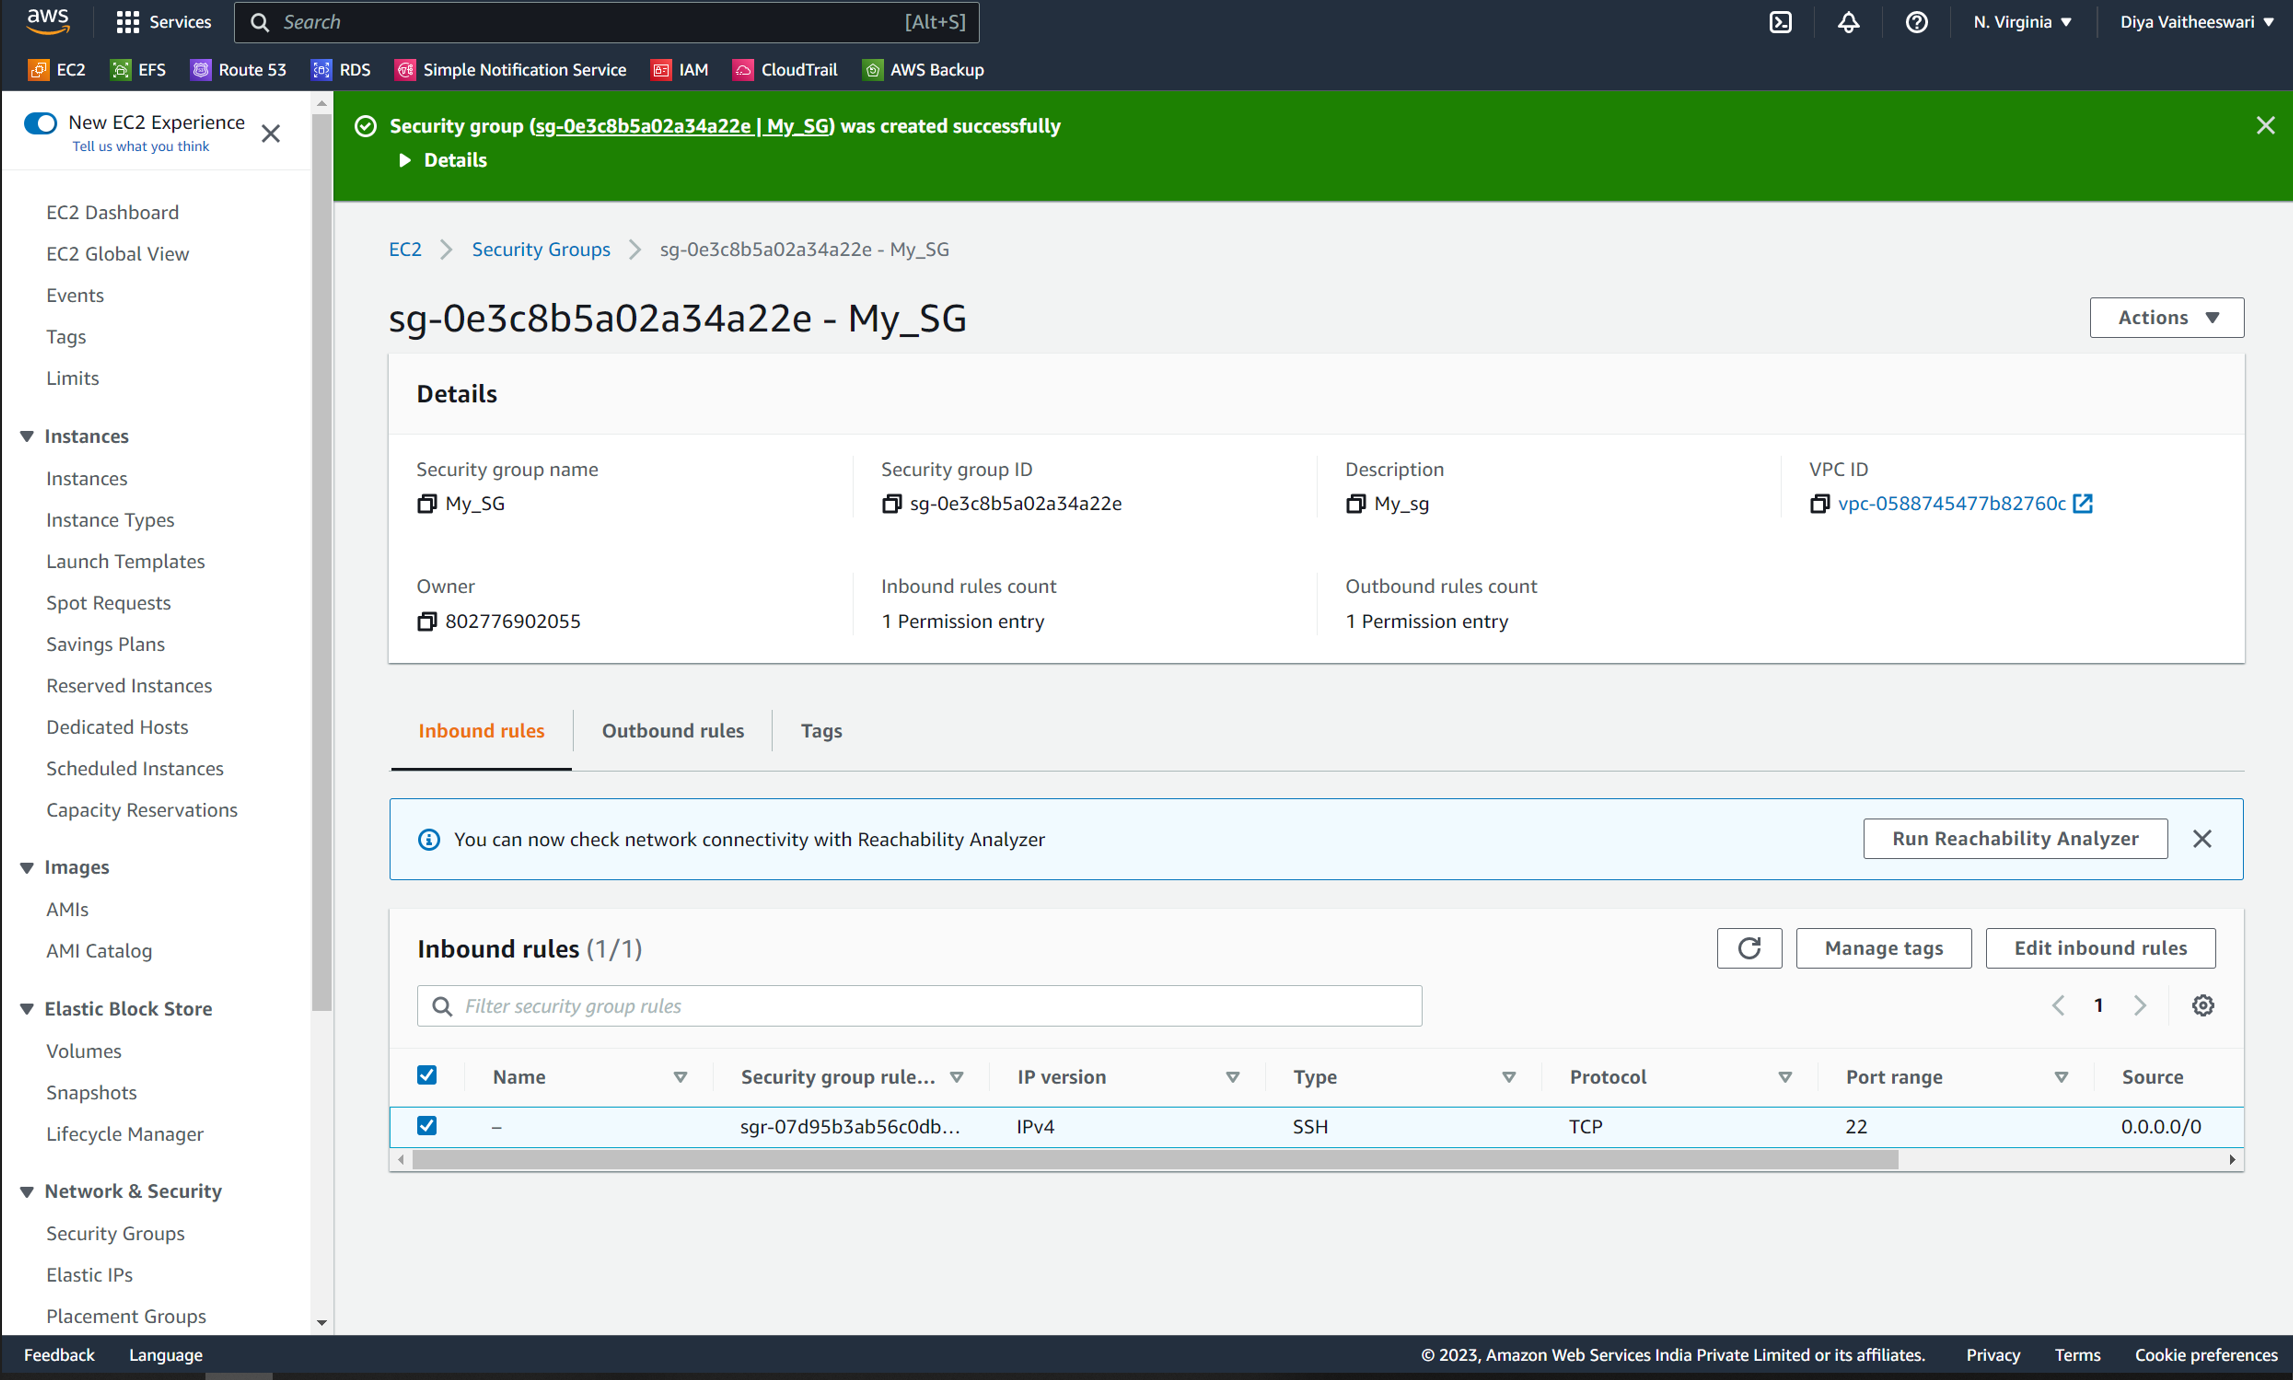 aws
Services
Search
[Alt+S]
N. Virginia
Diya Vaitheeswari
EC2
EFS
Route 53
RDS
Simple Notification Service
IAM
CloudTrail
AWS Backup
New EC2 Experience
Tell us what you think
EC2 Dashboard
EC2 Global View
Events
Tags
Limits
Instances
Instances
Instance Types
Launch Templates
Spot Requests
Savings Plans
Reserved Instances
Dedicated Hosts
Scheduled Instances
Capacity Reservations
Images
AMIs
AMI Catalog
Elastic Block Store
Volumes
Snapshots
Lifecycle Manager
Network & Security
Security Groups
Elastic IPs
Placement Groups
Security group (sg-0e3c8b5a02a34a22e | My_SG) was created successfully
Details
EC2
Security Groups
sg-0e3c8b5a02a34a22e - My_SG
sg-0e3c8b5a02a34a22e - My_SG
Actions
Details
Security group name
My_SG
Security group ID
sg-0e3c8b5a02a34a22e
Description
My_sg
VPC ID
vpc-0588745477b82760c
Owner
802776902055
Inbound rules count
1 Permission entry
Outbound rules count
1 Permission entry
Inbound rules
Outbound rules
Tags
You can now check network connectivity with Reachability Analyzer
Run Reachability Analyzer
Inbound rules (1/1)
Manage tags
Edit inbound rules
Filter security group rules
1
Name
Security group rule...
IP version
Type
Protocol
Port range
Source
–
sgr-07d95b3ab56c0db...
IPv4
SSH
TCP
22
0.0.0.0/0
Feedback
Language
© 2023, Amazon Web Services India Private Limited or its affiliates.
Privacy
Terms
Cookie preferences